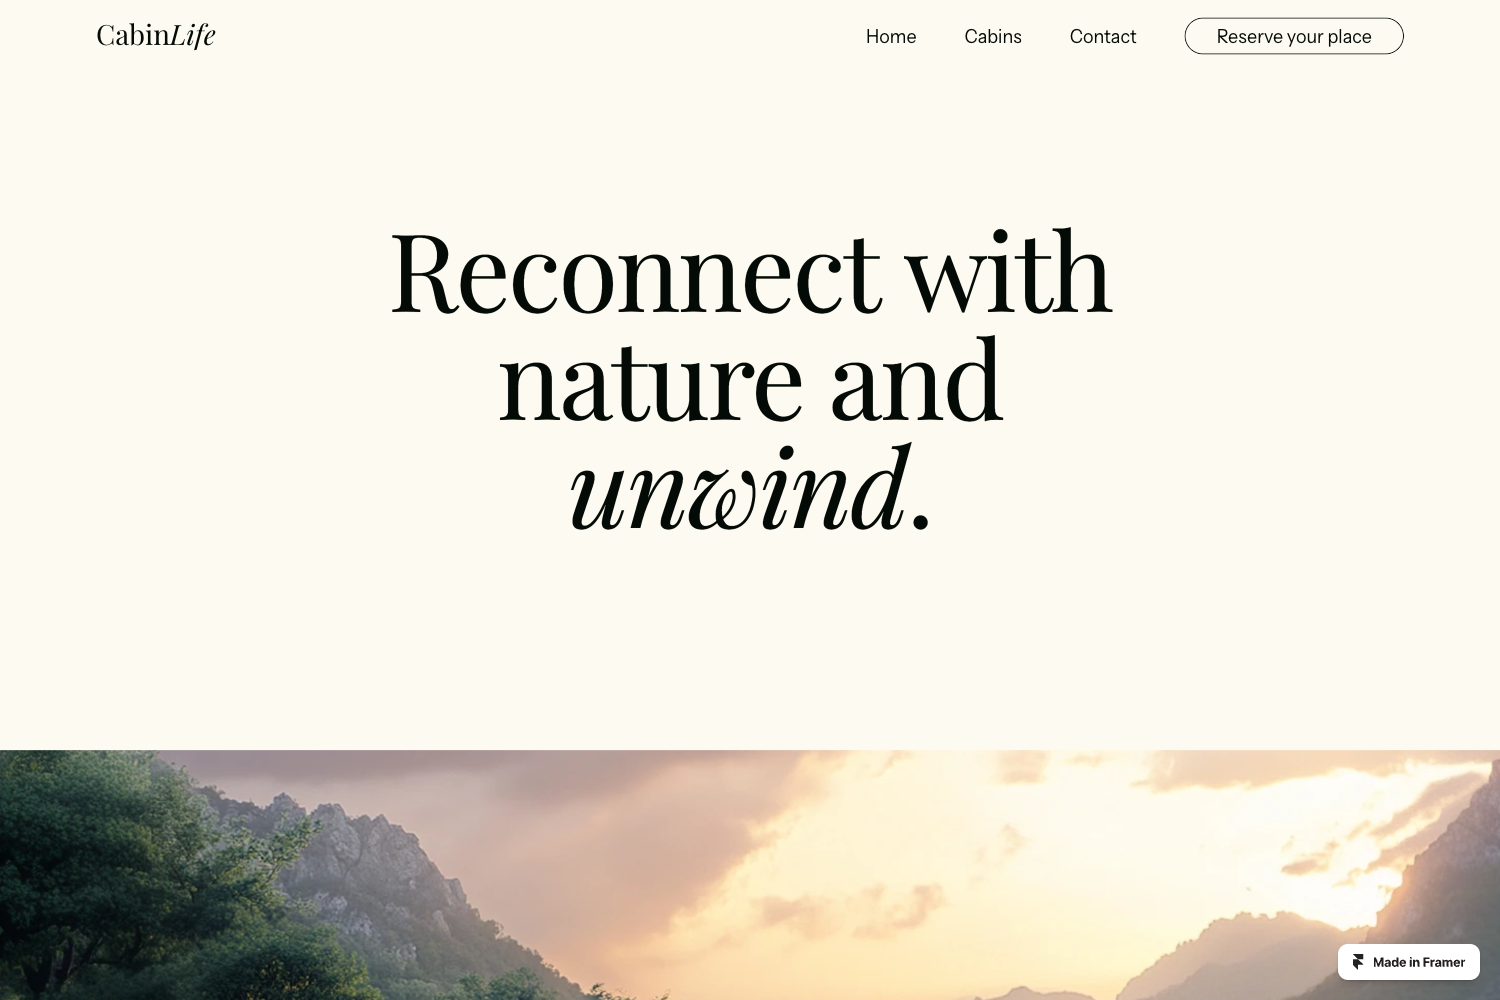 CabinLife
Home
Cabins
Contact
Reserve your place
Reconnect with
nature and
unwind.
Made in Framer